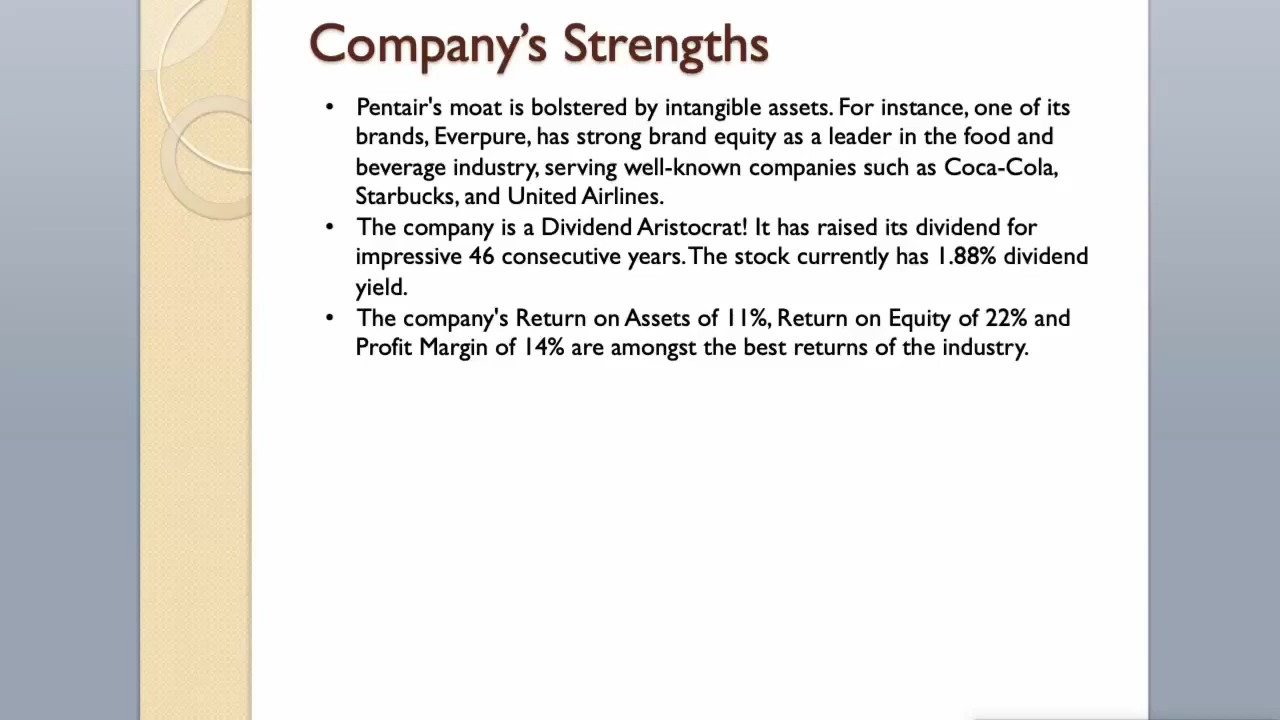 Company’s Strengths
• Pentair's moat is bolstered by intangible assets. For instance, one of its
brands, Everpure, has strong brand equity as a leader in the food and
beverage industry, serving well-known companies such as Coca-Cola,
Starbucks, and United Airlines.
• The company is a Dividend Aristocrat! It has raised its dividend for
impressive 46 consecutive years. The stock currently has 1.88% dividend
yield.
• The company's Return on Assets of 11%, Return on Equity of 22% and
Profit Margin of 14% are amongst the best returns of the industry.